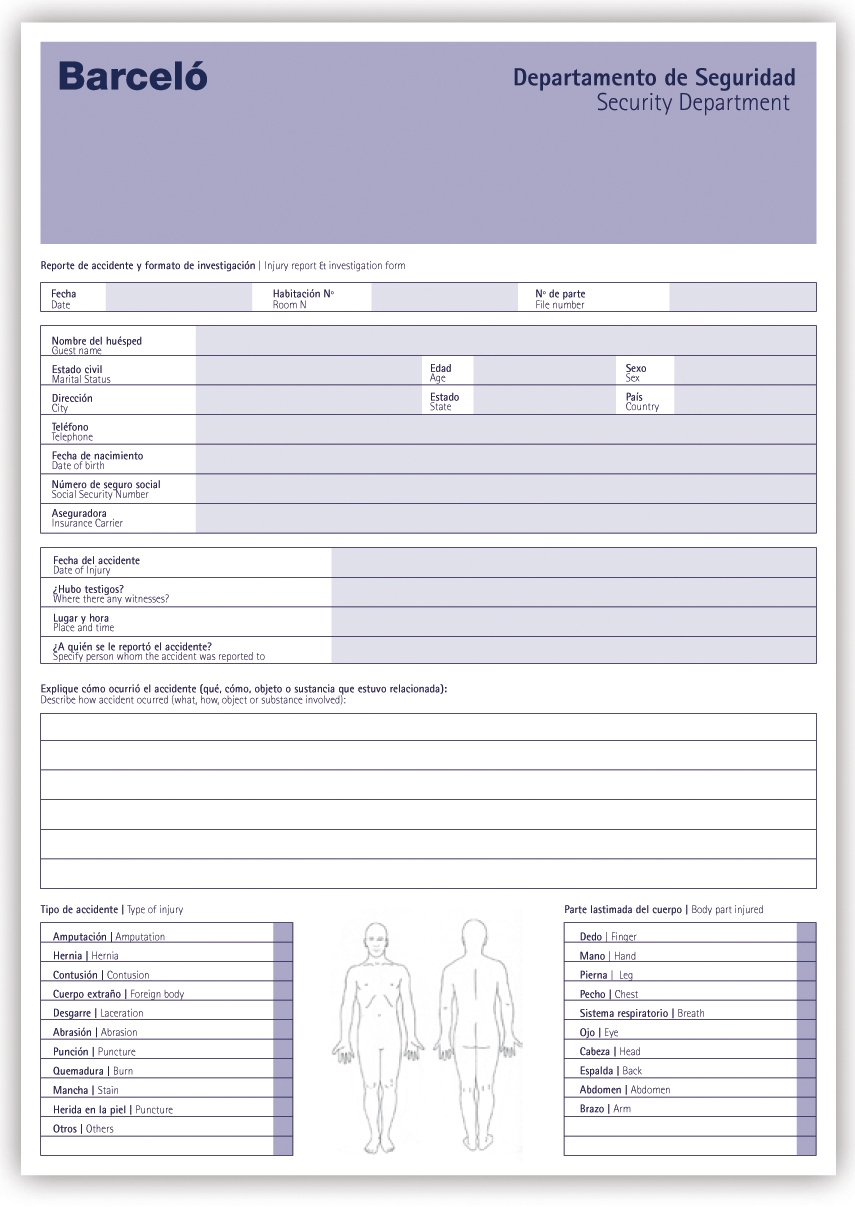 Barceló
Departamento de Seguridad
Security Department
Reporte de accidente y formato de investigación | Injury report & investigation form
Fecha
Date
Habitación Nº
Room N
Nº de parte
File number
Nombre del huésped
Guest name
Estado civil
Marital Status
Edad
Age
Sexo
Sex
Dirección
City
Estado
State
País
Country
Teléfono
Telephone
Fecha de nacimiento
Date of birth
Número de seguro social
Social Security Number
Aseguradora
Insurance Carrier
Fecha del accidente
Date of Injury
¿Hubo testigos?
Where there any witnesses?
Lugar y hora
Place and time
¿A quién se le reportó el accidente?
Specify person whom the accident was reported to
Explique cómo ocurrió el accidente (qué, cómo, objeto o sustancia que estuvo relacionada):
Describe how accident ocurred (what, how, object or substance involved):
Tipo de accidente | Type of injury
Amputación | Amputation
Hernia | Hernia
Contusión | Contusion
Cuerpo extraño | Foreign body
Desgarre | Laceration
Abrasión | Abrasion
Punción | Puncture
Quemadura | Burn
Mancha | Stain
Herida en la piel | Puncture
Otros | Others
Parte lastimada del cuerpo | Body part injured
Dedo | Finger
Mano | Hand
Pierna | Leg
Pecho | Chest
Sistema respiratorio | Breath
Ojo | Eye
Cabeza | Head
Espalda | Back
Abdomen | Abdomen
Brazo | Arm